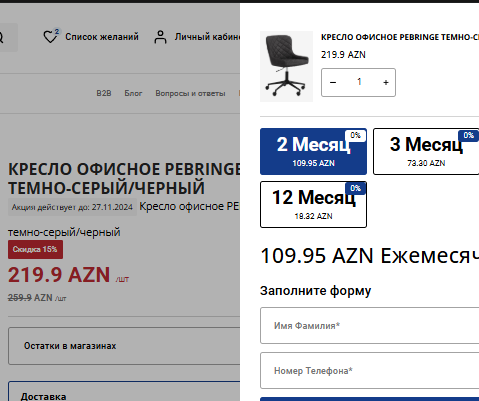 2
Список желаний
Личный кабине
B2B Блог Вопросы и ответы
КРЕСЛО ОФИСНОЕ PEBRINGE
ТЕМНО-СЕРЫЙ/ЧЕРНЫЙ
Акция действует до: 27.11.2024 Кресло офисное PE
темно-серый/черный
Скидка 15%
219.9 AZN /шт
259.9 AZN /шт
Остатки в магазинах
Доставка
КРЕСЛО ОФИСНОЕ PEBRINGE ТЕМНО-СЕ
219.9 AZN
− 1 +
2 Месяц 0%
109.95 AZN
3 Месяц 0%
73.30 AZN
12 Месяц 0%
18.32 AZN
109.95 AZN Ежемесяч
Заполните форму
Имя Фамилия*
Номер Телефона*